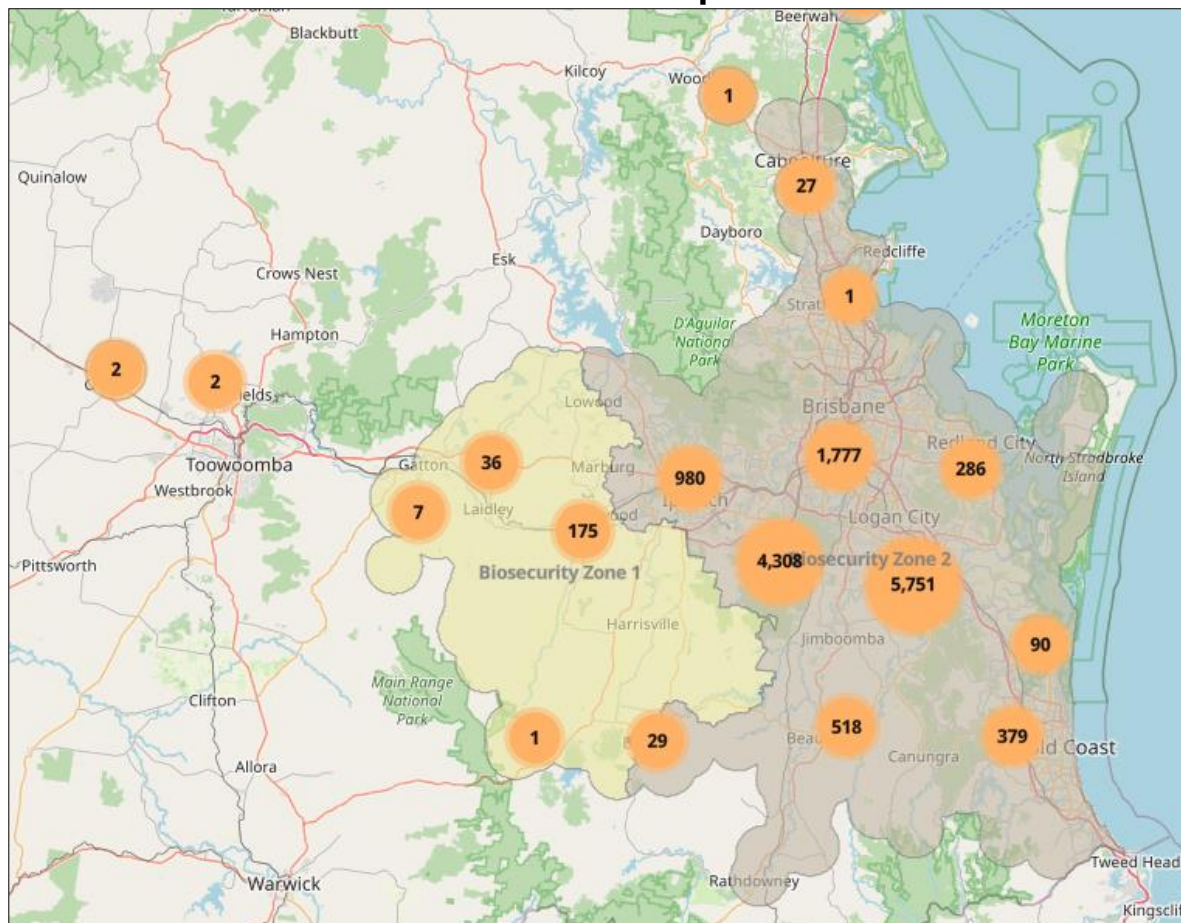 Beerwah
Blackbutt
Kilcoy
1
Quinalow
27
Dayboro
Redcliffe
Esk
Crows Nest
1
Hampton
D'Aguilar
National
Park
Moreton
Bay Marine
Park
2
2
Lowood
Brisbane
Toowoomba
Gatton
36
Marburg
980
1,777
Redland City
286
North Stradbroke
Island
Westbrook
7
Laidley
175
Logan City
Pittsworth
Biosecurity Zone 1
4,308
Biosecurity Zone 2
5,751
Harrisville
Jimboomba
90
Main Range
National
Park
Clifton
1
29
518
379
Canungra
Allora
Warwick
Rathdowney
Tweed Head
Kingsclif